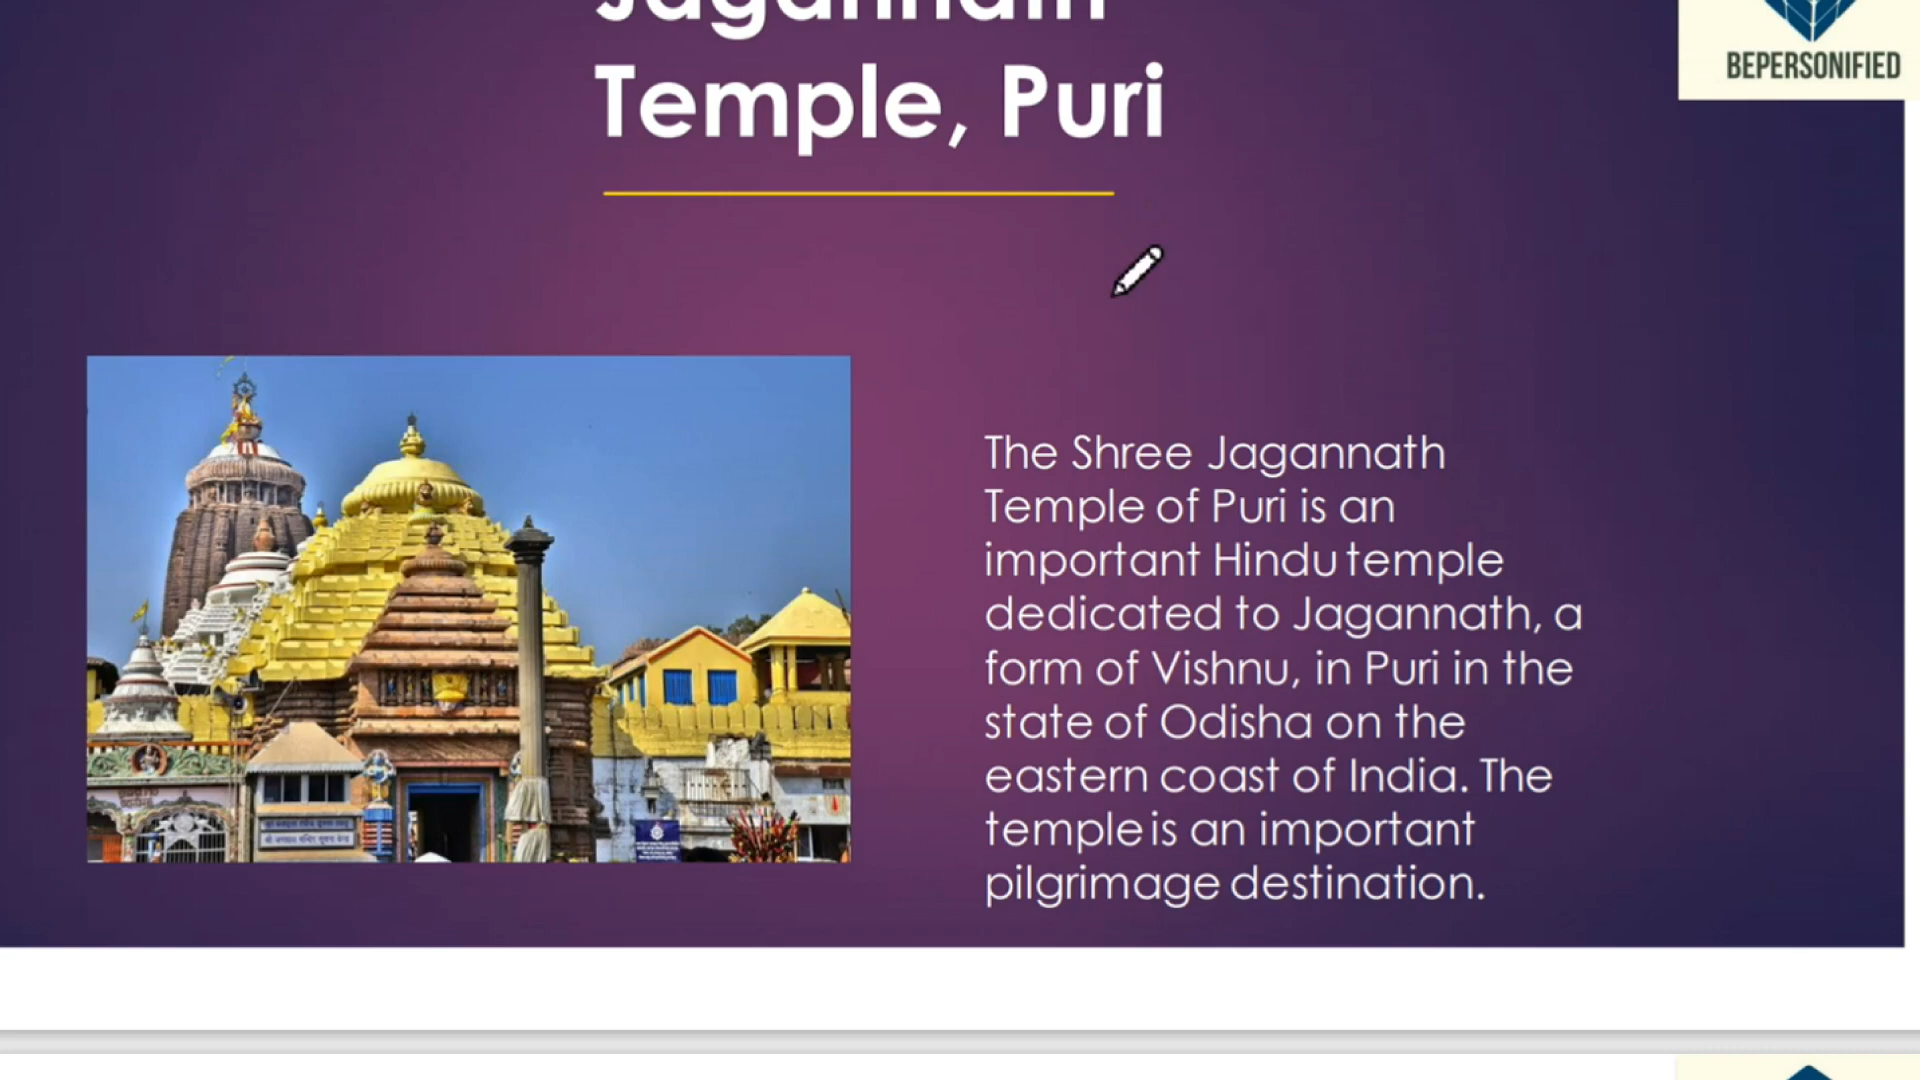 Jagannath
Temple, Puri
BEPERSONIFIED
The Shree Jagannath
Temple of Puri is an
important Hindu temple
dedicated to Jagannath, a
form of Vishnu, in Puri in the
state of Odisha on the
eastern coast of India. The
temple is an important
pilgrimage destination.